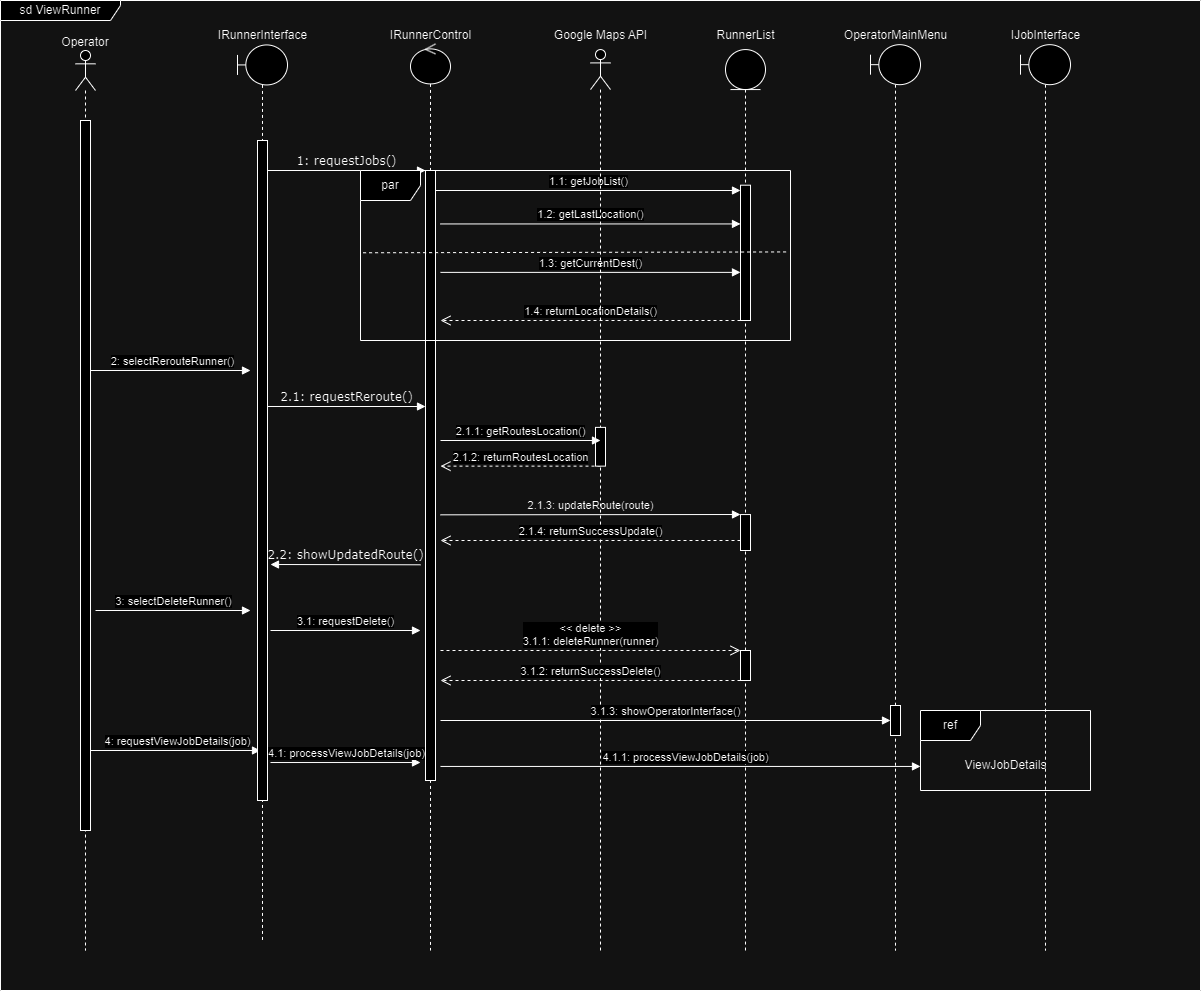 sd ViewRunner
Operator
IRunnerInterface
IRunnerControl
Google Maps API
RunnerList
OperatorMainMenu
IJobInterface
1: requestJobs()
par
1.1: getJobList()
1.2: getLastLocation()
1.3: getCurrentDest()
1.4: returnLocationDetails()
2: selectRerouteRunner()
2.1: requestReroute()
2.1.1: getRoutesLocation()
2.1.2: returnRoutesLocation
2.1.3: updateRoute(route)
2.1.4: returnSuccessUpdate()
2.2: showUpdatedRoute()
3: selectDeleteRunner()
3.1: requestDelete()
<< delete >>
3.1.1: deleteRunner(runner)
3.1.2: returnSuccessDelete()
3.1.3: showOperatorInterface()
ref
4: requestViewJobDetails(job)
4.1: processViewJobDetails(job)
4.1.1: processViewJobDetails(job)
ViewJobDetails